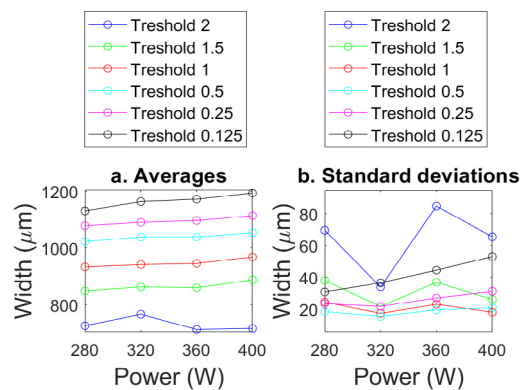 Treshold 2
Treshold 1.5
Treshold 1
Treshold 0.5
Treshold 0.25
Treshold 0.125
Treshold 2
Treshold 1.5
Treshold 1
Treshold 0.5
Treshold 0.25
Treshold 0.125
a. Averages
1200
1000
800
Width (μm)
280 320 360 400
Power (W)
b. Standard deviations
80
60
40
20
Width (μm)
280 320 360 400
Power (W)